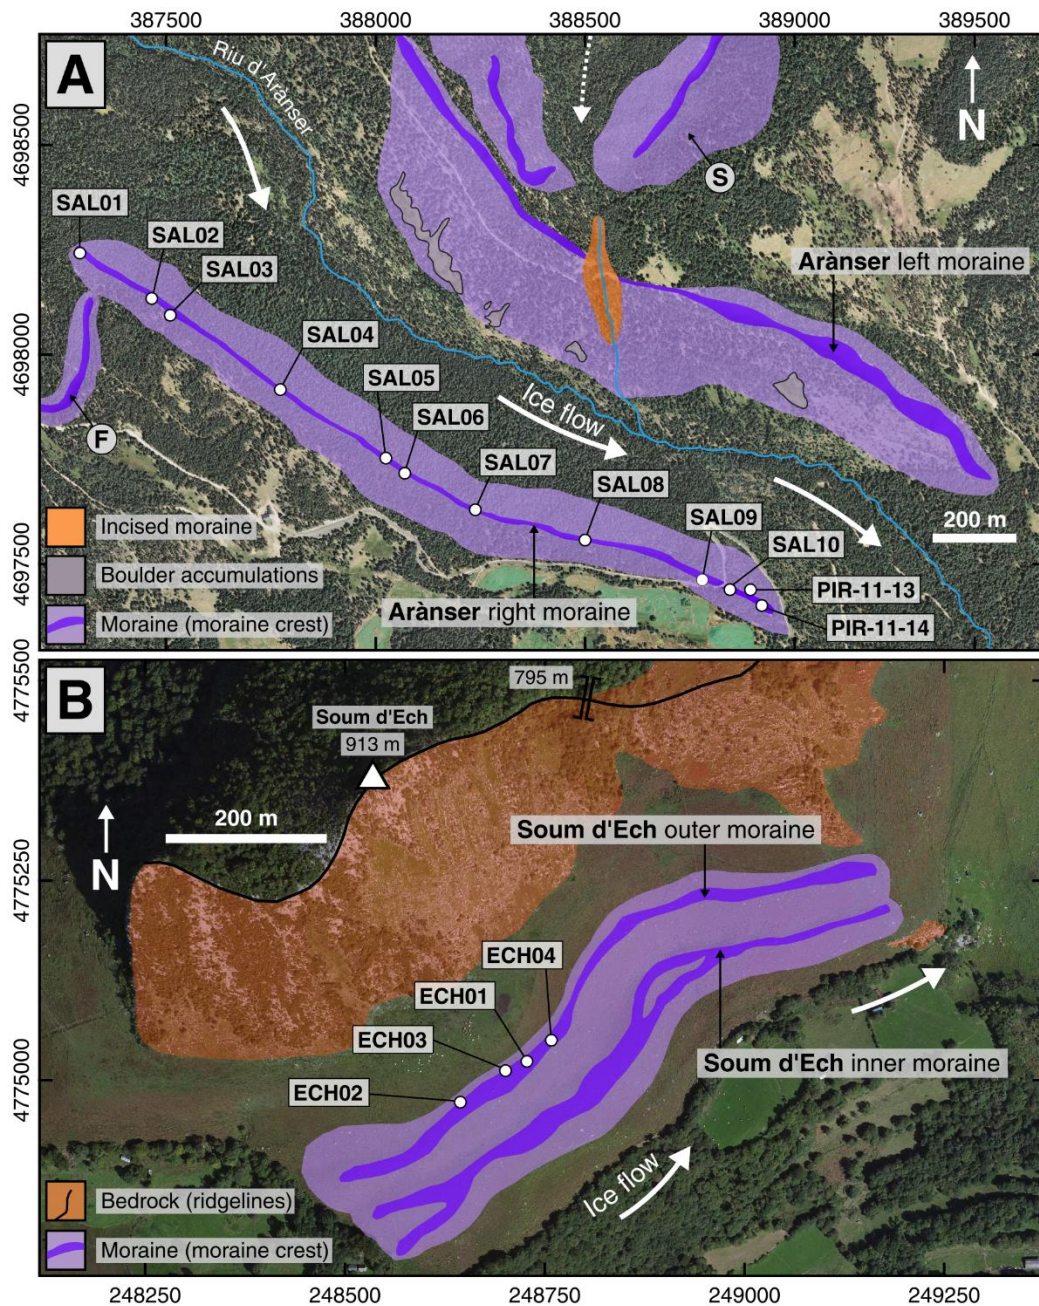 387500 388000 388500 389000 389500
A
Riu d'Arànser
N
4698500
S
SAL01
SAL02
SAL03
Arànser left moraine
4698000
SAL04
SAL05
SAL06
Ice flow
F
SAL07
SAL08
SAL09
SAL10
200 m
4697500
Incised moraine
Boulder accumulations
Moraine (moraine crest)
Arànser right moraine
PIR-11-13
PIR-11-14
4775500
B
795 m
Soum d'Ech
913 m
200 m
N
Soum d'Ech outer moraine
4775250
ECH04
ECH01
ECH03
ECH02
Soum d'Ech inner moraine
4775000
Ice flow
Bedrock (ridgelines)
Moraine (moraine crest)
248250 248500 248750 249000 249250